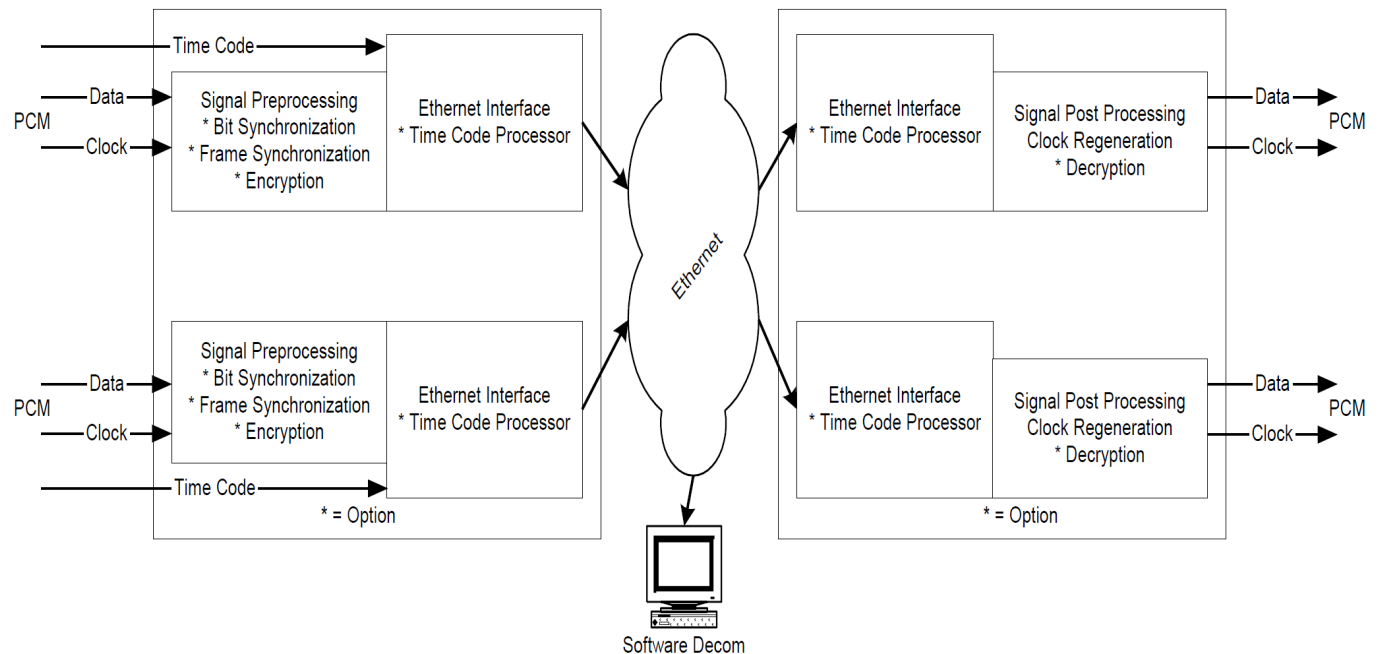 Time Code
Data
PCM
Clock
Signal Preprocessing
* Bit Synchronization
* Frame Synchronization
* Encryption
Ethernet Interface
* Time Code Processor
Data
PCM
Clock
Time Code
Signal Preprocessing
* Bit Synchronization
* Frame Synchronization
* Encryption
Ethernet Interface
* Time Code Processor
* = Option
Ethernet
Software Decom
Ethernet Interface
* Time Code Processor
Signal Post Processing
Clock Regeneration
* Decryption
Data
PCM
Clock
Ethernet Interface
* Time Code Processor
Signal Post Processing
Clock Regeneration
* Decryption
Data
PCM
Clock
* = Option